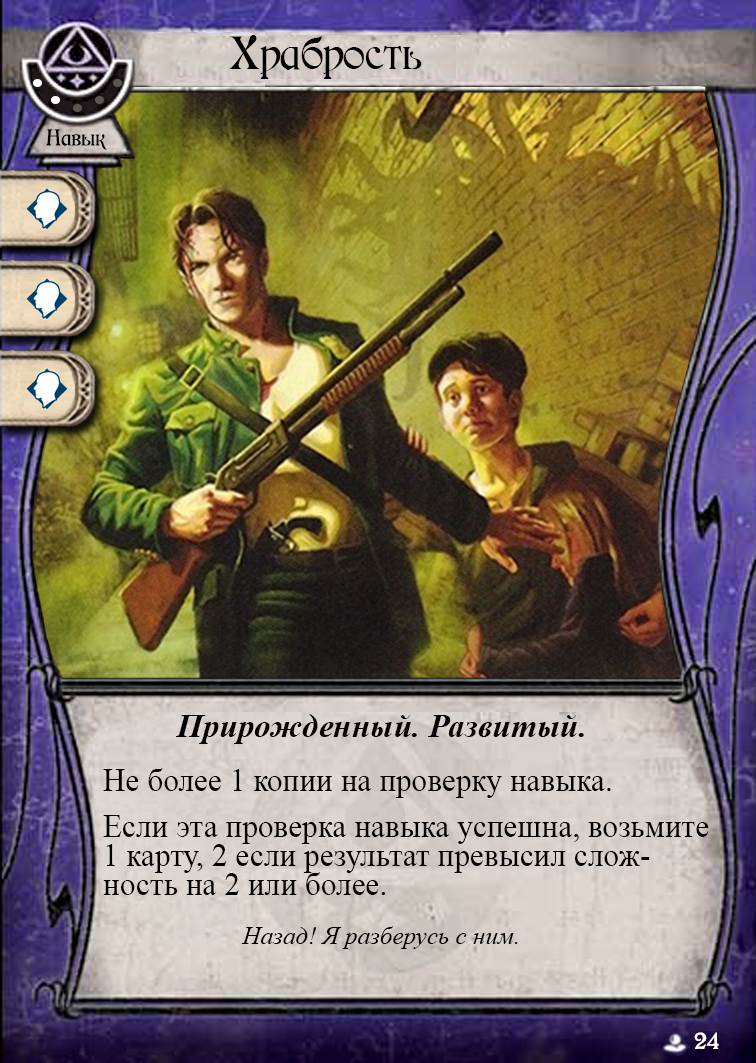 Храбрость
Навык
Прирожденный. Развитый.
Не более 1 копии на проверку навыка.
Если эта проверка навыка успешна, возьмите
1 карту, 2 если результат превысил слож-
ность на 2 или более.
Назад! Я разберусь с ним.
24